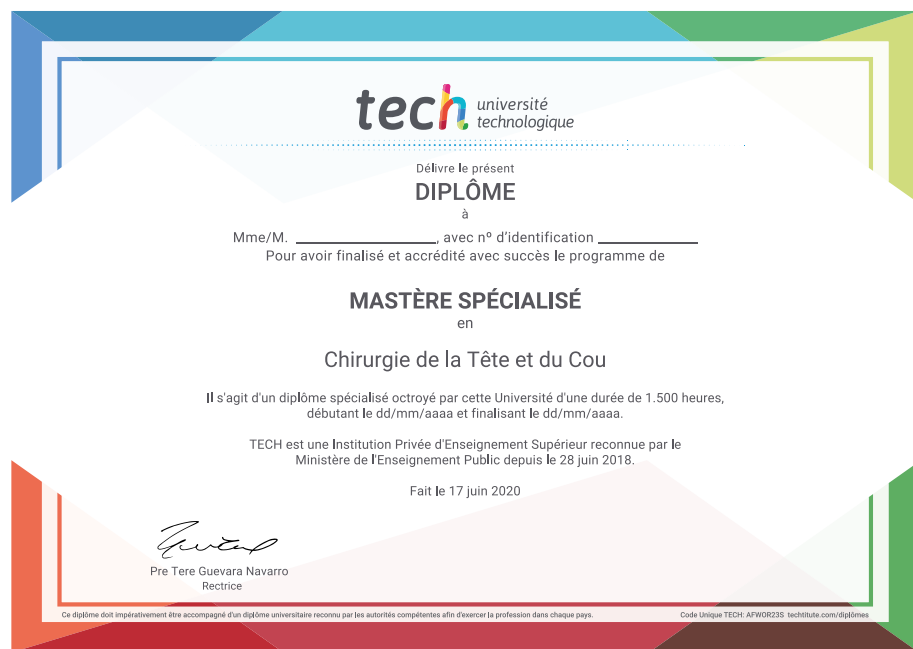 tech université
technologique
Délivre le présent
DIPLÔME
à
Mme/M. ____________, avec nº d'identification ____________
Pour avoir finalisé et accrédité avec succès le programme de
MASTÈRE SPÉCIALISÉ
en
Chirurgie de la Tête et du Cou
Il s'agit d'un diplôme spécialisé octroyé par cette Université d'une durée de 1.500 heures,
débutant le dd/mm/aaaa et finalisant le dd/mm/aaaa.
TECH est une Institution Privée d'Enseignement Supérieur reconnue par le
Ministère de l'Enseignement Public depuis le 28 juin 2018.
Fait le 17 juin 2020
Pre Tere Guevara Navarro
Rectrice
Ce diplôme doit impérativement être accompagné d'un diplôme universitaire reconnu par les autorités compétentes afin d'exercer la profession dans chaque pays. Code Unique TECH: AFWOR23S techtitute.com/diplômes